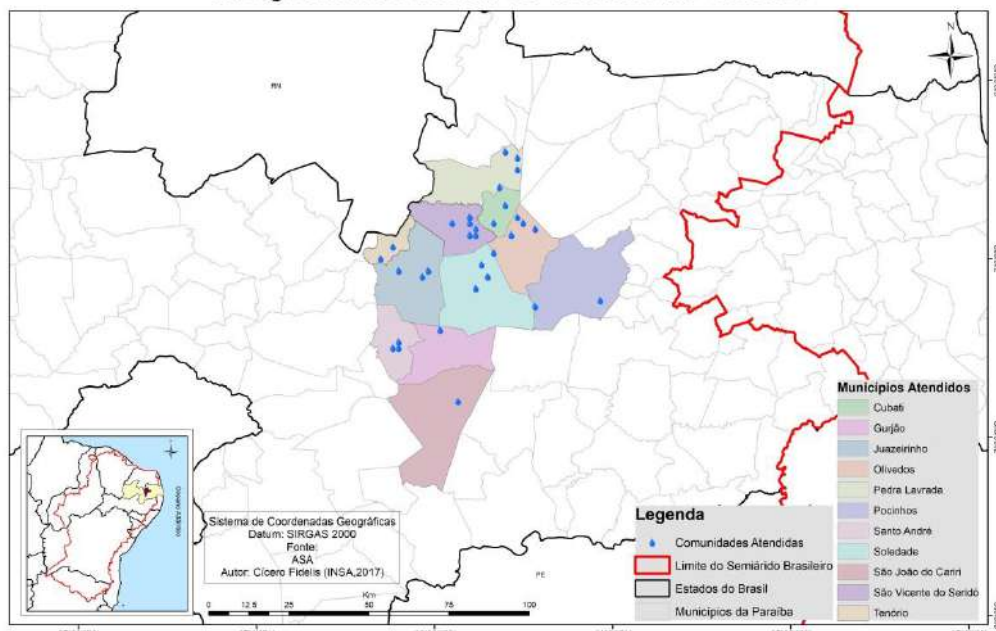 N
RN
Municípios Atendidos
Cubati
Gurjão
Juazeirinho
Olivedos
Pedra Lavrada
Pocinhos
Santo André
Soledade
São João do Cariri
São Vicente do Seridó
Tenório
Legenda
Comunidades Atendidas
Limite do Semiárido Brasileiro
Estados do Brasil
Municípios da Paraíba
Oceano Atlântico
Sistema de Coordenadas Geográficas
Datum: SIRGAS 2000
Fonte:
ASA
Autor: Cícero Fidelis (INSA,2017)
Km
0 12,5 25 50 75 100
PE